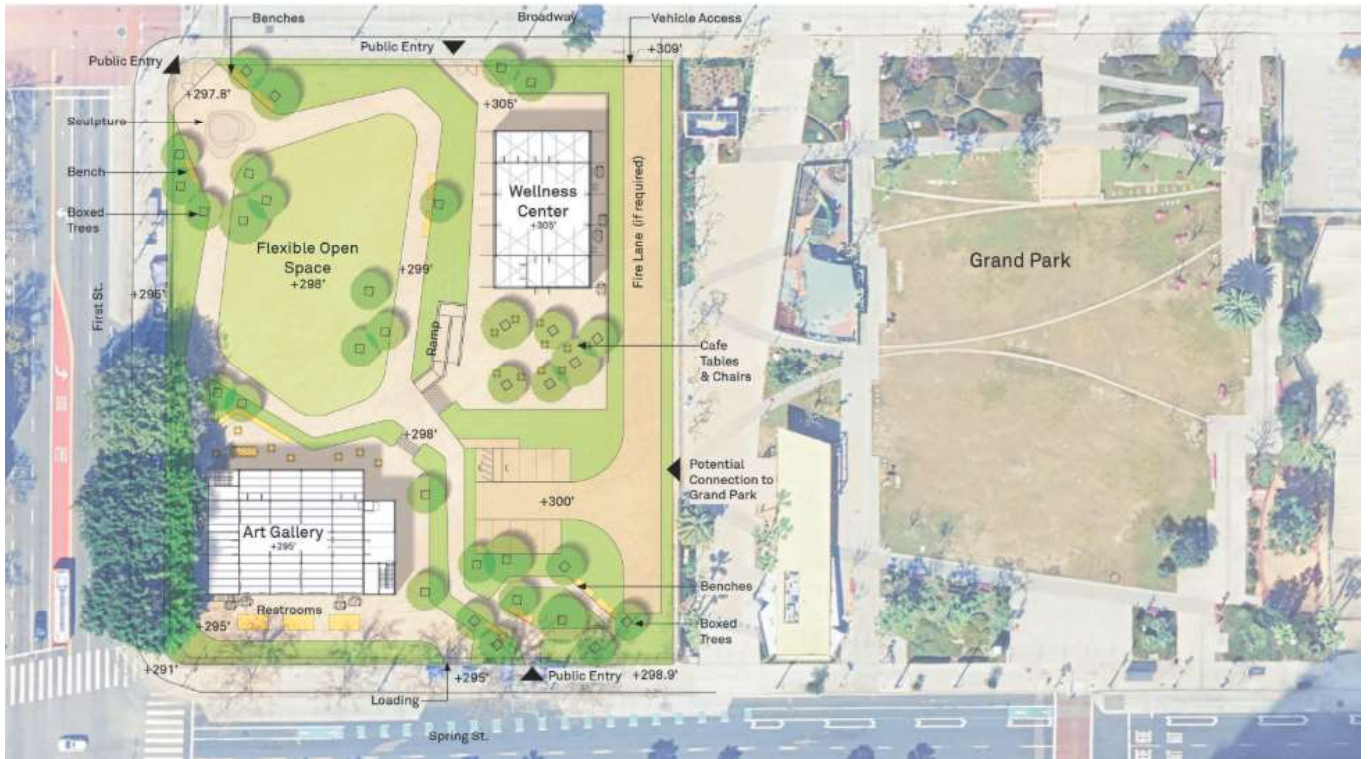 Benches
Broadway
Vehicle Access
Public Entry
+309'
Public Entry
+297.8'
+305'
Sculpture
Bench
Wellness
Center
+305'
Boxed
Trees
Flexible Open
Space
+298'
+299'
+295'
First St.
Fire Lane (if required)
Grand Park
Ramp
Cafe
Tables
& Chairs
+298'
Potential
Connection to
Grand Park
+300'
Art Gallery
+295'
Benches
Restrooms
Boxed
Trees
+295'
+291'
+295'
Public Entry
+298.9'
Loading
Spring St.